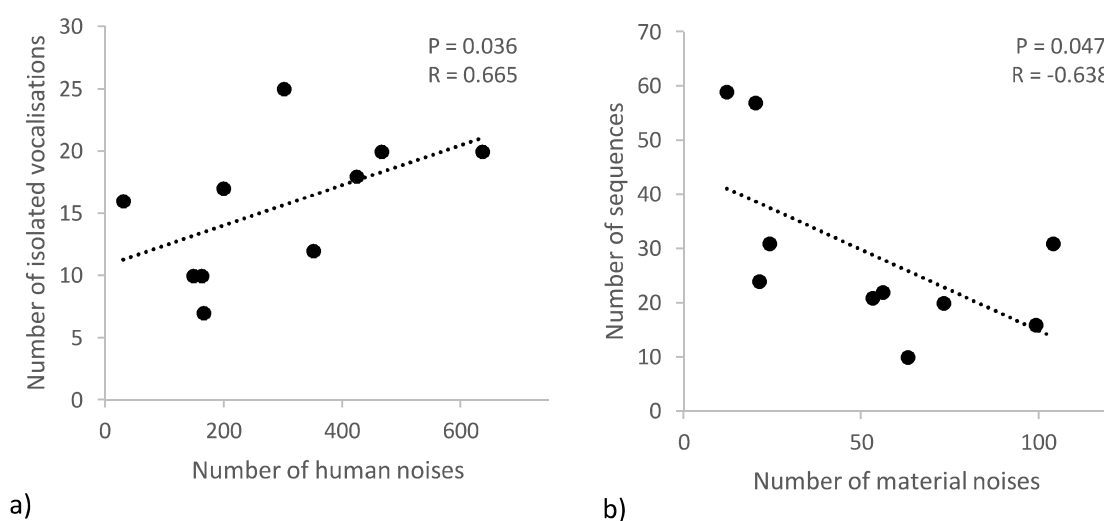 P = 0.036
R = 0.665
Number of isolated vocalisations
30
25
20
15
10
5
0
0 200 400 600
Number of human noises
a)
P = 0.047
R = -0.638
Number of sequences
70
60
50
40
30
20
10
0
0 50 100
Number of material noises
b)